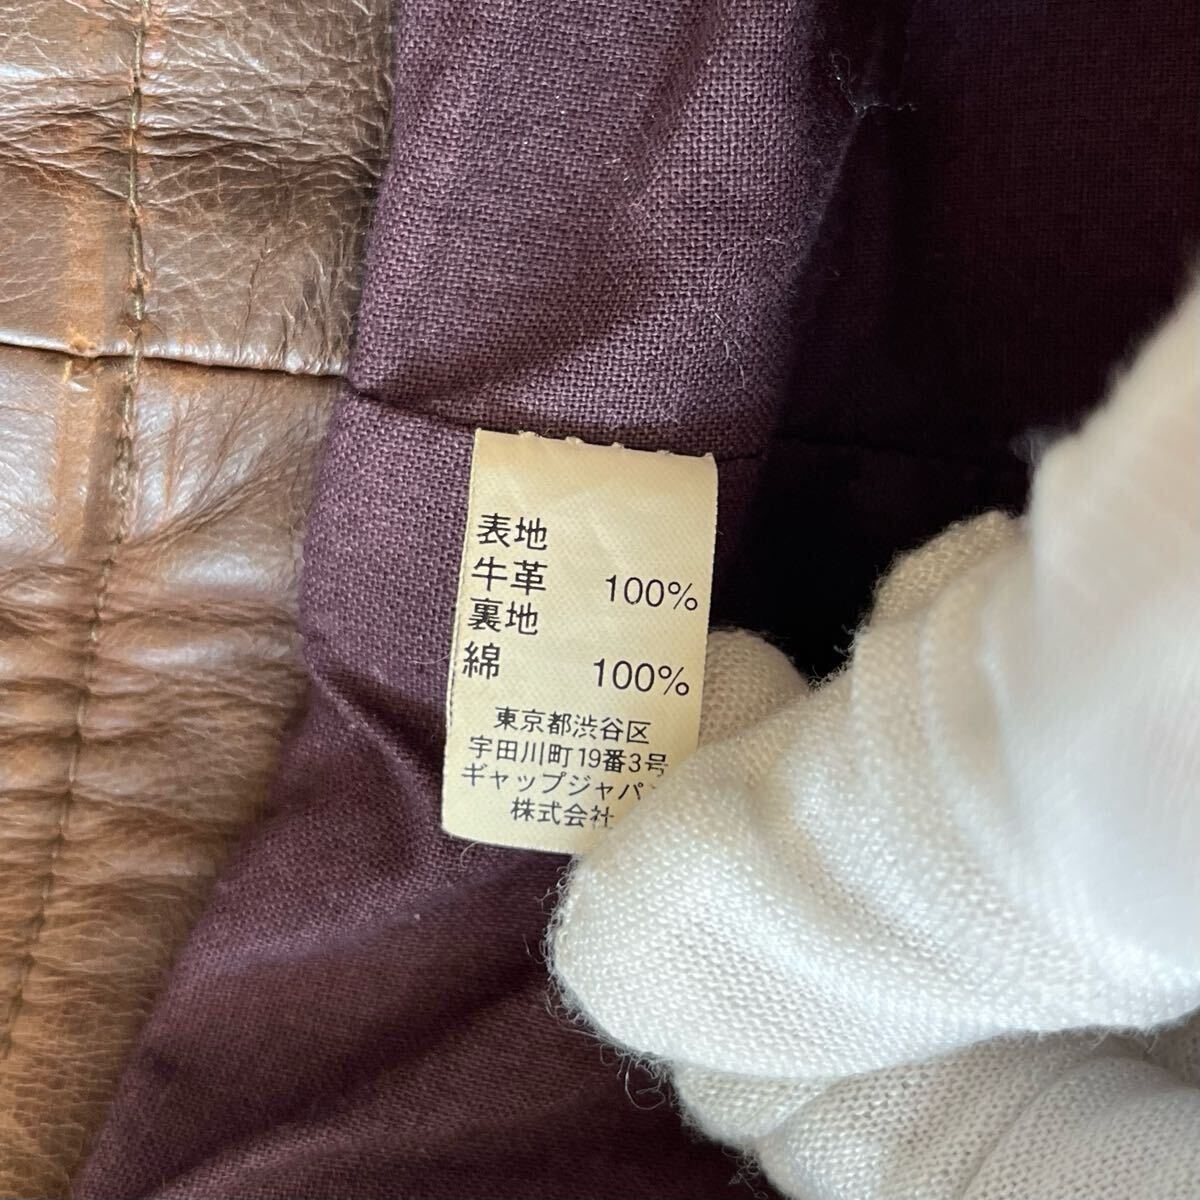 表地
牛革 100%
裏地
綿 100%
東京都渋谷区
宇田川町19番3号
ギャップジャパ
株式会社